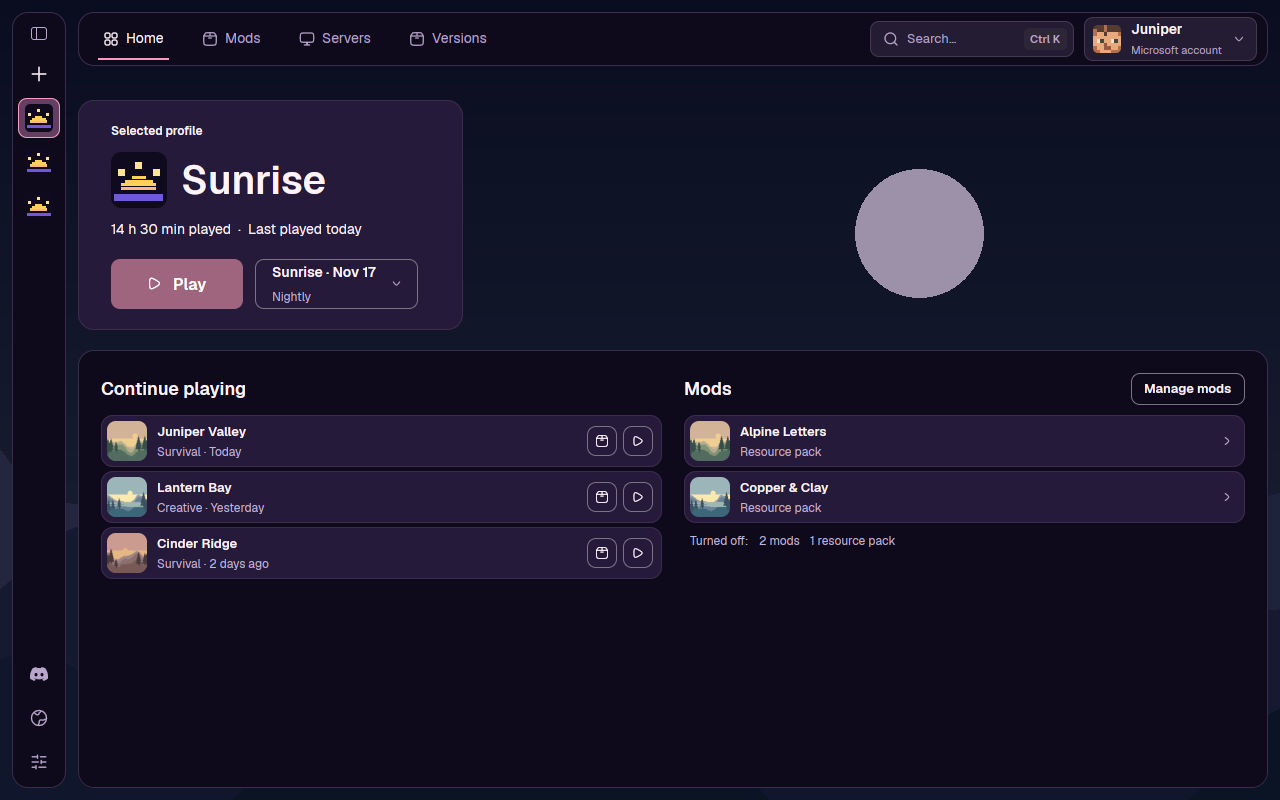 Home
Mods
Servers
Versions
Search...
Ctrl K
Juniper
Microsoft account
Selected profile
Sunrise
14 h 30 min played · Last played today
Play
Sunrise · Nov 17
Nightly
Continue playing
Juniper Valley
Survival · Today
Lantern Bay
Creative · Yesterday
Cinder Ridge
Survival · 2 days ago
Mods
Manage mods
Alpine Letters
Resource pack
Copper & Clay
Resource pack
Turned off: 2 mods 1 resource pack